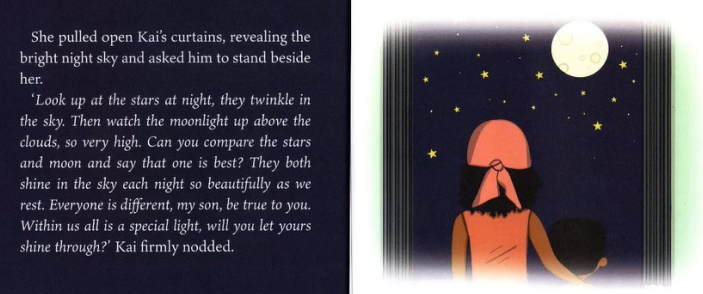 She pulled open Kai's curtains, revealing the
bright night sky and asked him to stand beside
her.
‘Look up at the stars at night, they twinkle in
the sky. Then watch the moonlight up above the
clouds, so very high. Can you compare the stars
and moon and say that one is best? They both
shine in the sky each night so beautifully as we
rest. Everyone is different, my son, be true to you.
Within us all is a special light, will you let yours
shine through?’ Kai firmly nodded.